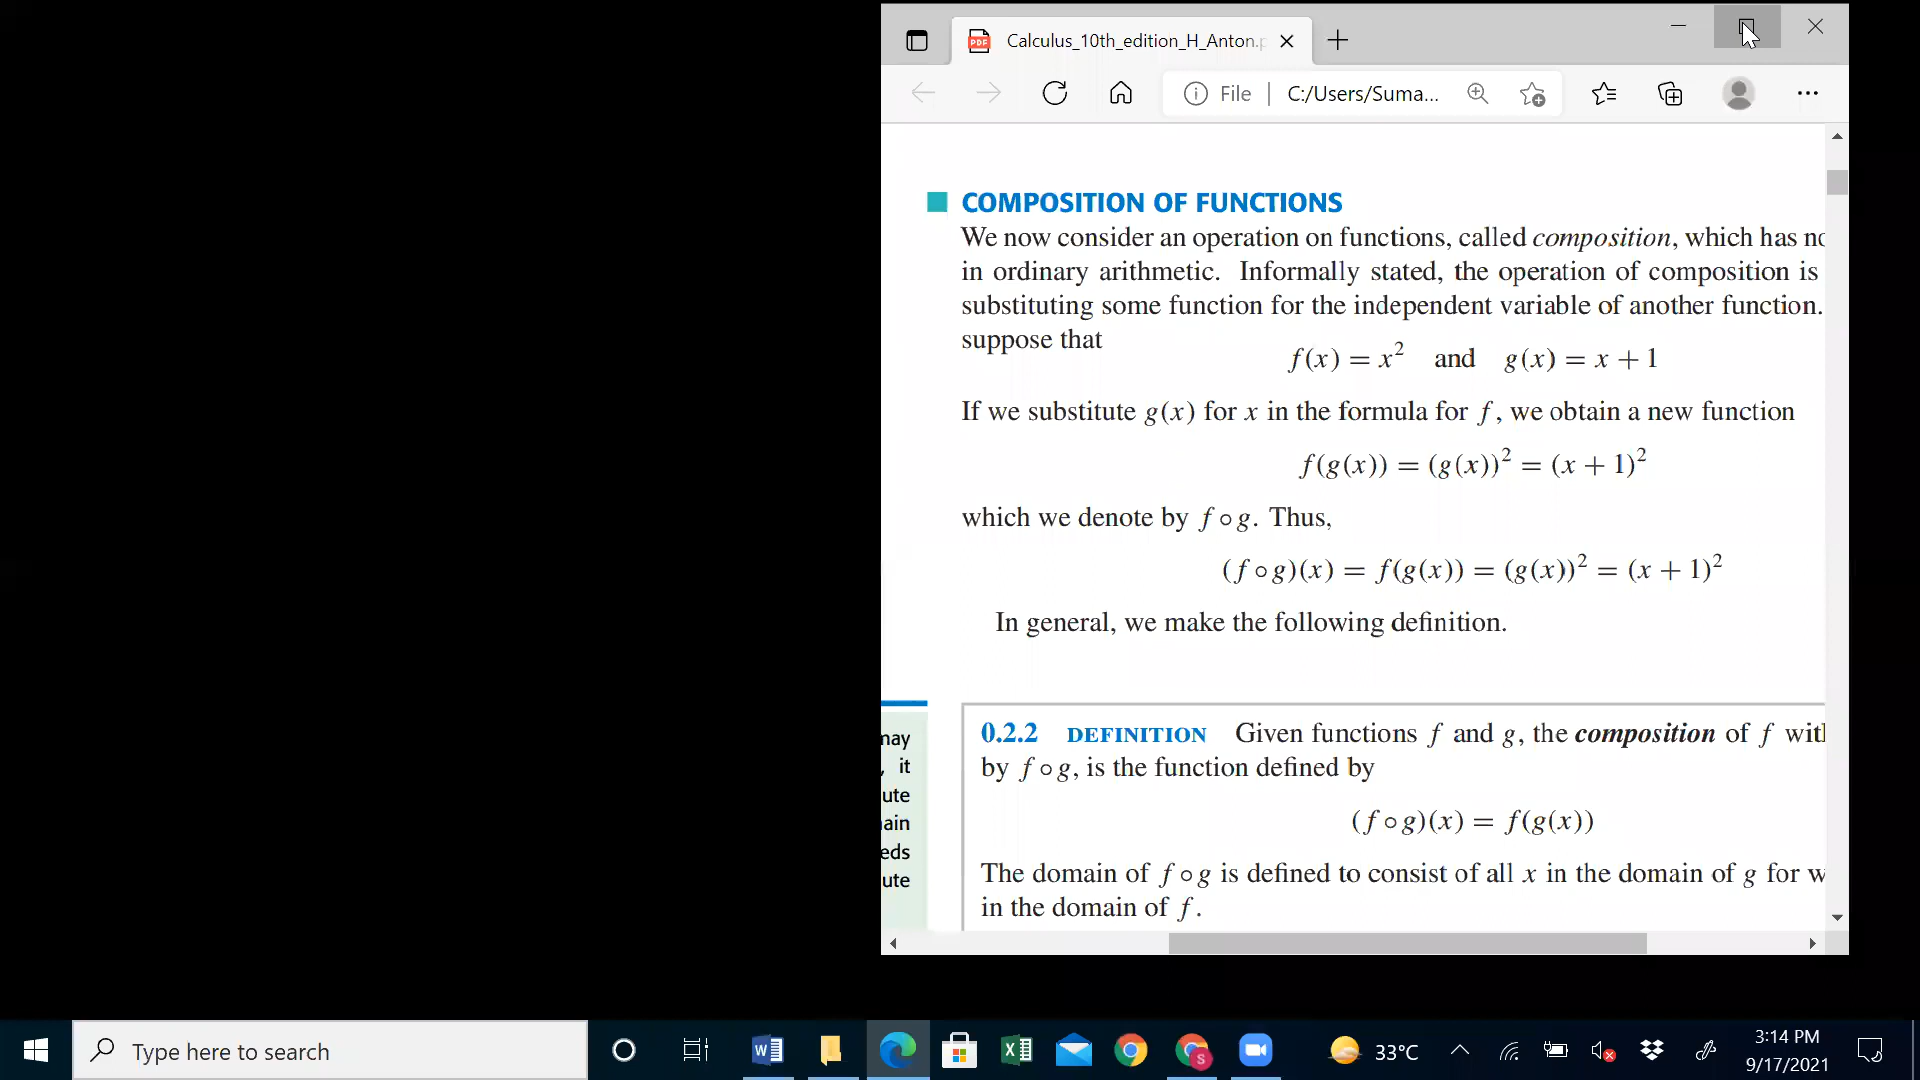 Calculus_10th_edition_H_Anton.p
File | C:/Users/Suma...
COMPOSITION OF FUNCTIONS
We now consider an operation on functions, called composition, which has no
in ordinary arithmetic. Informally stated, the operation of composition is
substituting some function for the independent variable of another function.
suppose that
f(x) = x² and g(x) = x + 1
If we substitute g(x) for x in the formula for f, we obtain a new function
f(g(x)) = (g(x))² = (x + 1)²
which we denote by f∘g. Thus,
(f∘g)(x) = f(g(x)) = (g(x))² = (x + 1)²
In general, we make the following definition.
may
, it
ute
ain
eds
ute
0.2.2 DEFINITION Given functions f and g, the composition of f with
by f∘g, is the function defined by
(f∘g)(x) = f(g(x))
The domain of f∘g is defined to consist of all x in the domain of g for w
in the domain of f.
Type here to search
33°C
3:14 PM
9/17/2021